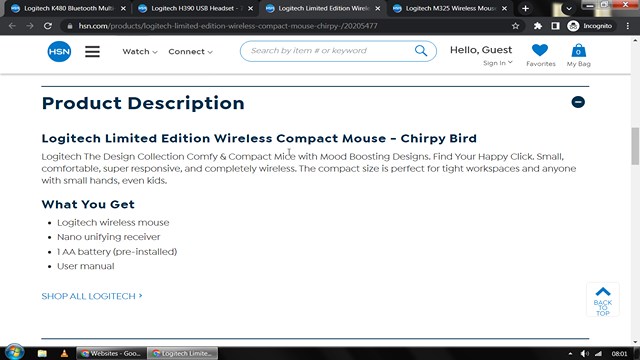 Logitech K480 Bluetooth Multi
Logitech H390 USB Headset -
Logitech Limited Edition Wirele
Logitech M325 Wireless Mouse
hsn.com/products/logitech-limited-edition-wireless-compact-mouse-chirpy-/20205477
Incognito
HSN
Watch
Connect
Search by item # or keyword
Hello, Guest
Sign In
Favorites
0
My Bag
Product Description
Logitech Limited Edition Wireless Compact Mouse - Chirpy Bird
Logitech The Design Collection Comfy & Compact Mice with Mood Boosting Designs. Find Your Happy Click. Small,
comfortable, super responsive, and completely wireless. The compact size is perfect for tight workspaces and anyone
with small hands, even kids.
What You Get
• Logitech wireless mouse
• Nano unifying receiver
• 1 AA battery (pre-installed)
• User manual
SHOP ALL LOGITECH >
BACK
TO
TOP
Websites - Goo...
Logitech Limite...
08:01